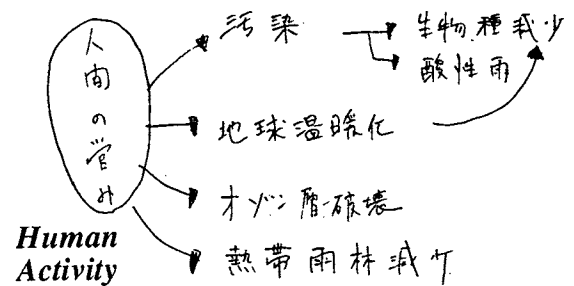 人間の営み
汚染
生物種減少
酸性雨
地球温暖化
オゾン層破壊
熱帯雨林減少
Human
Activity